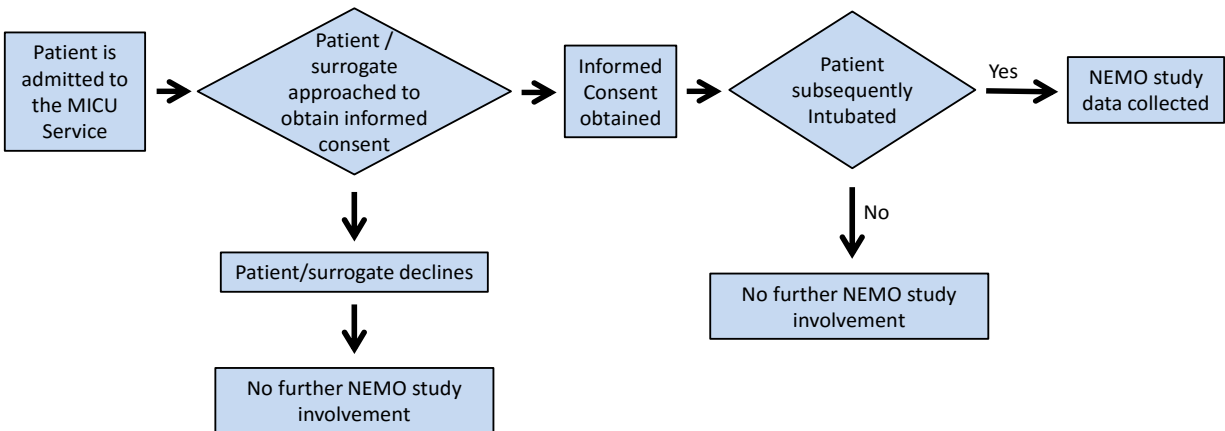 Patient is
admitted to
the MICU
Service
Patient /
surrogate
approached to
obtain informed
consent
Informed
Consent
obtained
Patient
subsequently
Intubated
Yes
NEMO study
data collected
No
Patient/surrogate declines
No further NEMO study
involvement
No further NEMO study
involvement